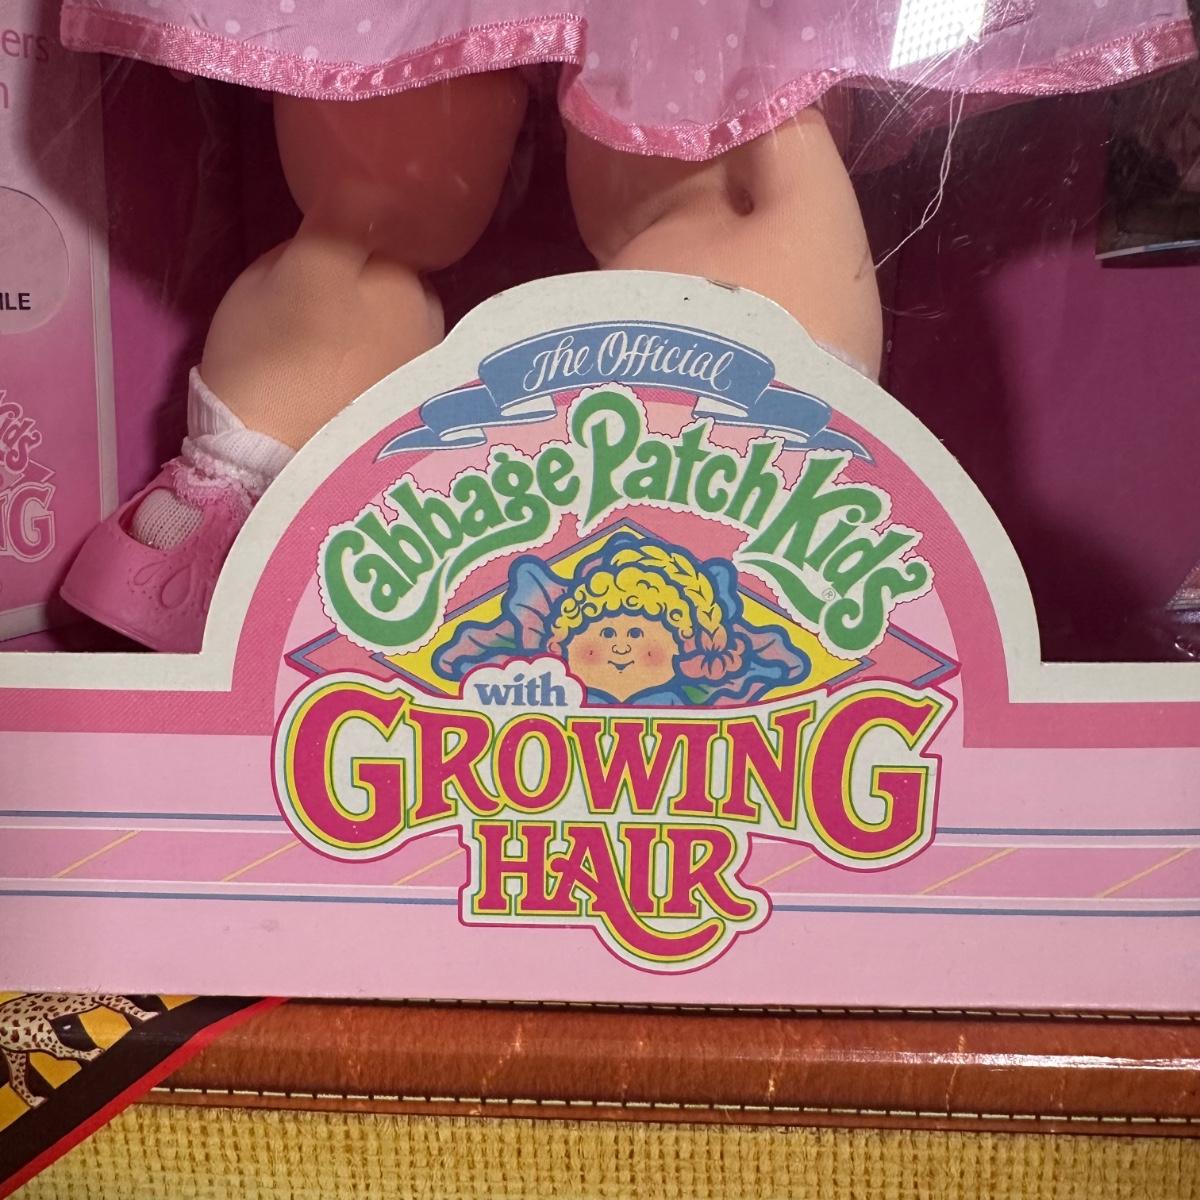 The Official
Cabbage Patch Kids®
with
GROWING
HAIR